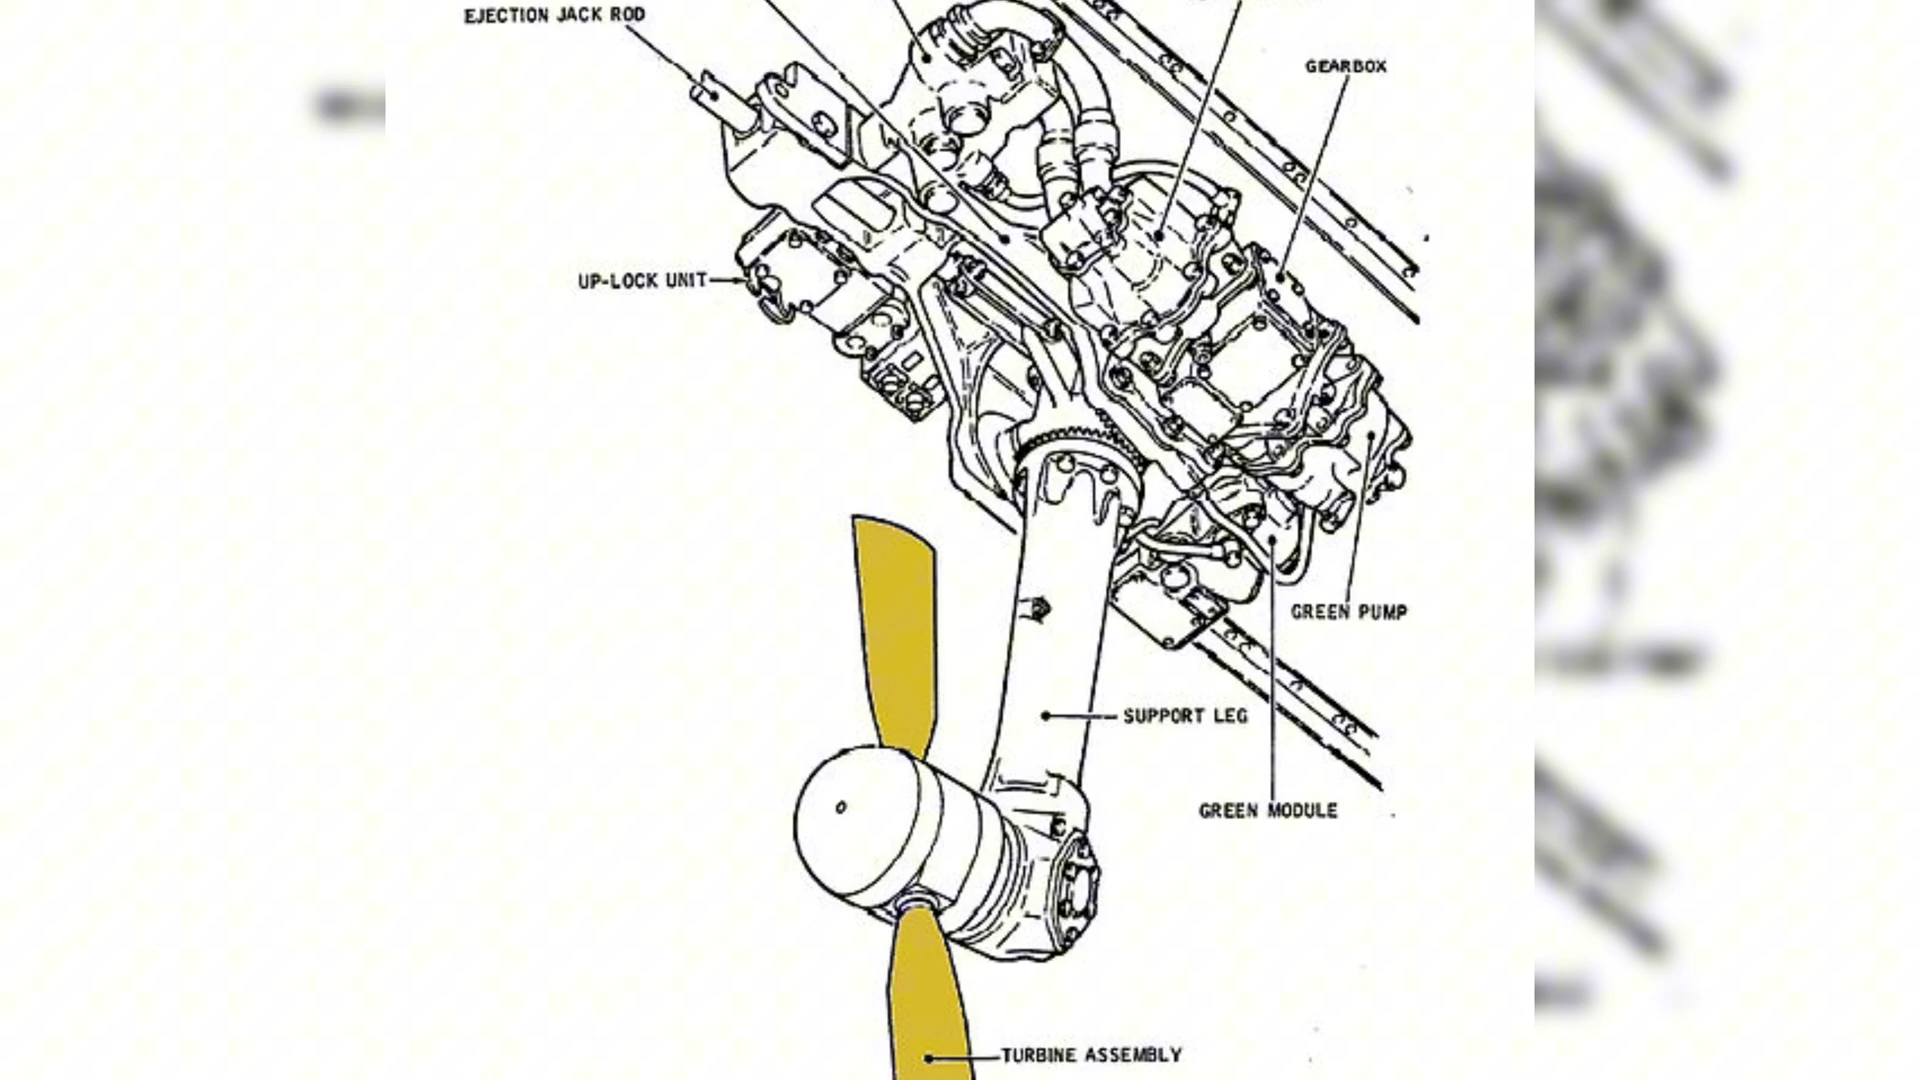 EJECTION JACK ROD
GEARBOX
UP-LOCK UNIT
GREEN PUMP
SUPPORT LEG
GREEN MODULE
TURBINE ASSEMBLY